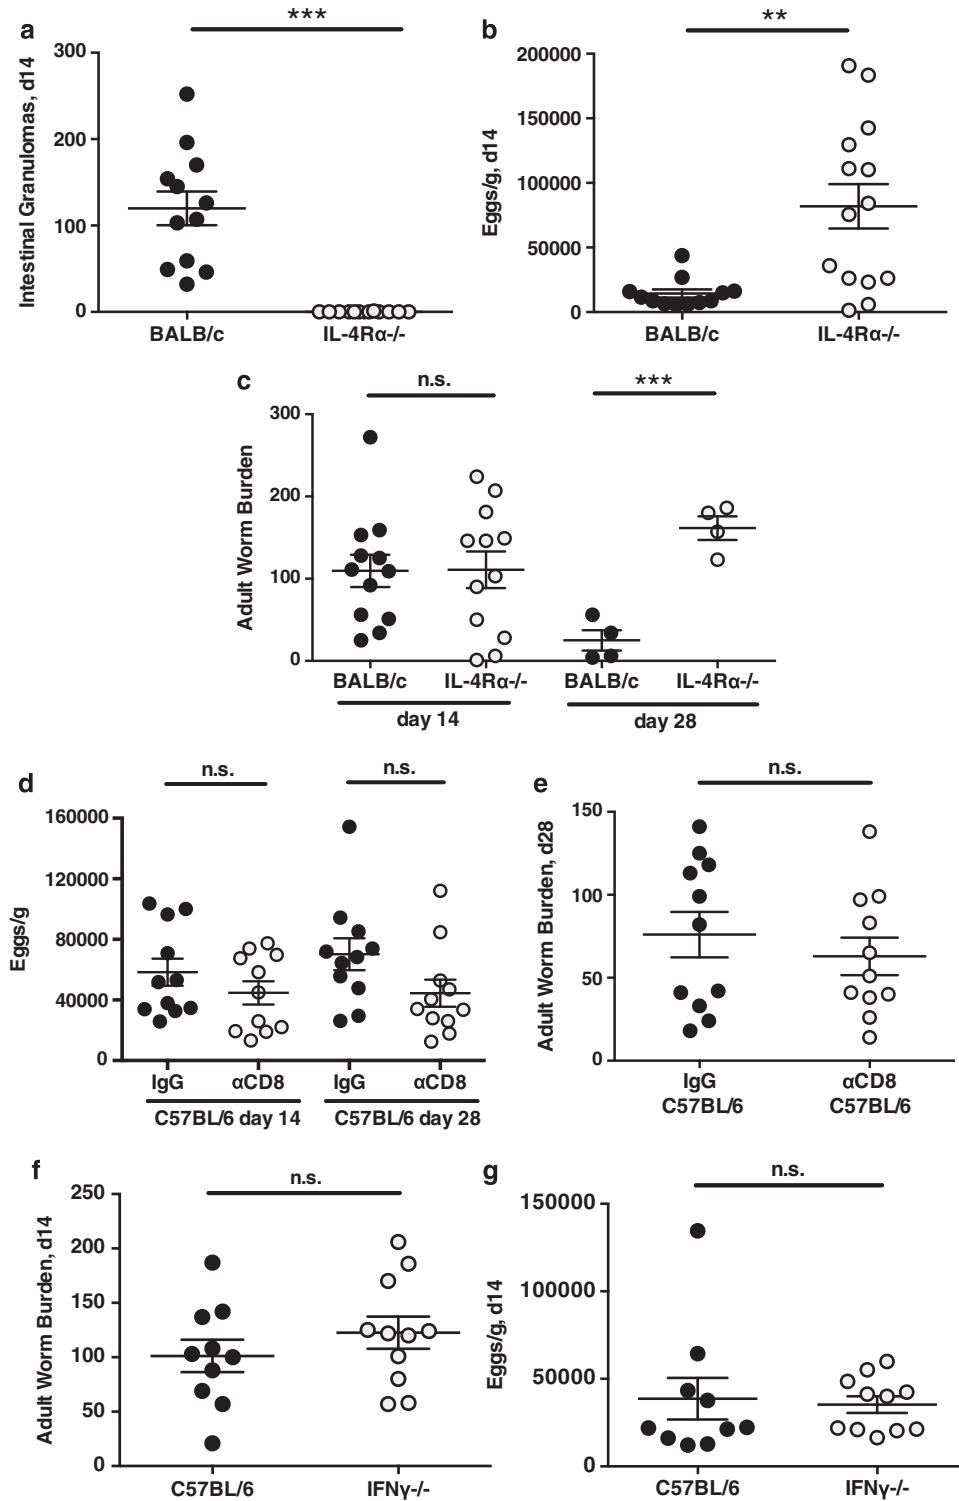 a
***
Intestinal Granulomas, d14
300
200
100
0
BALB/c
IL-4Rα-/-
b
**
Eggs/g, d14
200000
150000
100000
50000
0
BALB/c
IL-4Rα-/-
c
n.s.
***
Adult Worm Burden
300
200
100
0
BALB/c
IL-4Rα-/-
BALB/c
IL-4Rα-/-
day 14
day 28
d
n.s.
n.s.
Eggs/g
160000
120000
80000
40000
0
IgG
αCD8
IgG
αCD8
C57BL/6 day 14
C57BL/6 day 28
e
n.s.
Adult Worm Burden, d28
150
100
50
0
IgG
C57BL/6
αCD8
C57BL/6
f
n.s.
Adult Worm Burden, d14
250
200
150
100
50
0
C57BL/6
IFNγ-/-
g
n.s.
Eggs/g, d14
150000
100000
50000
0
C57BL/6
IFNγ-/-